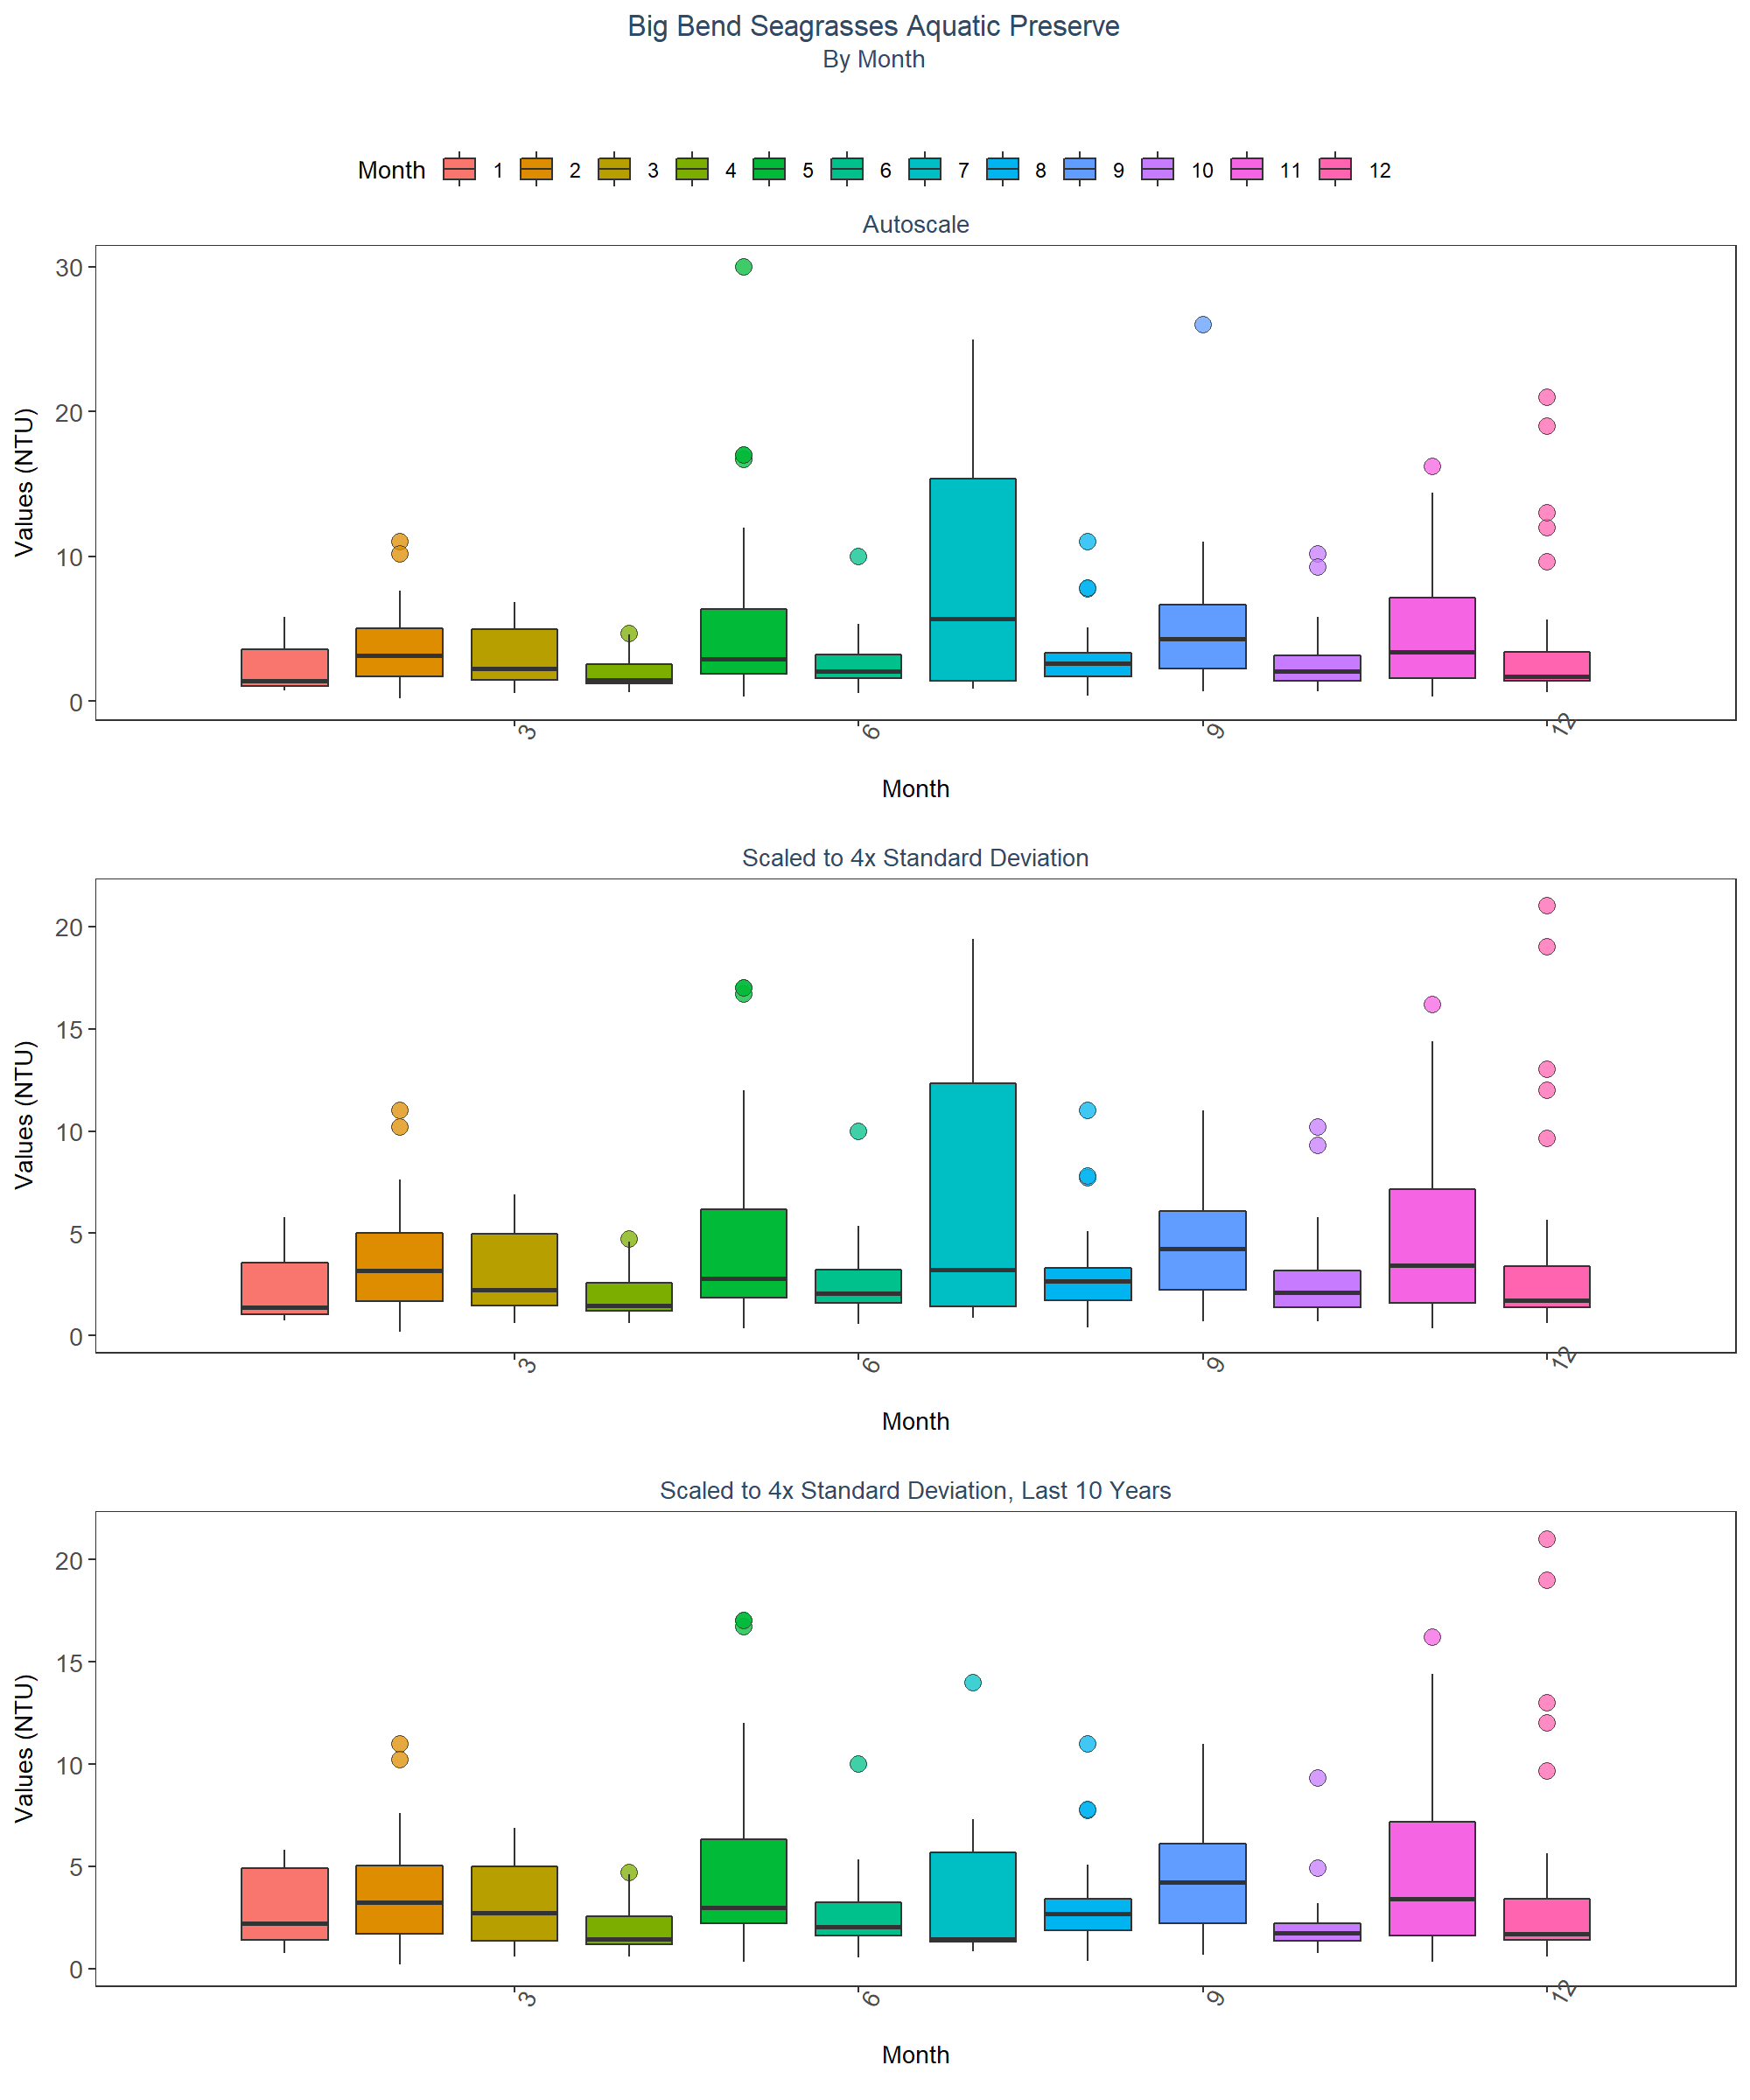 Big Bend Seagrasses Aquatic Preserve
By Month
Month 1 2 3 4 5 6 7 8 9 10 11 12
Autoscale
Values (NTU)
30
20
10
0
3 6 9 12
Month
Scaled to 4x Standard Deviation
Values (NTU)
20
15
10
5
0
3 6 9 12
Month
Scaled to 4x Standard Deviation, Last 10 Years
Values (NTU)
20
15
10
5
0
3 6 9 12
Month